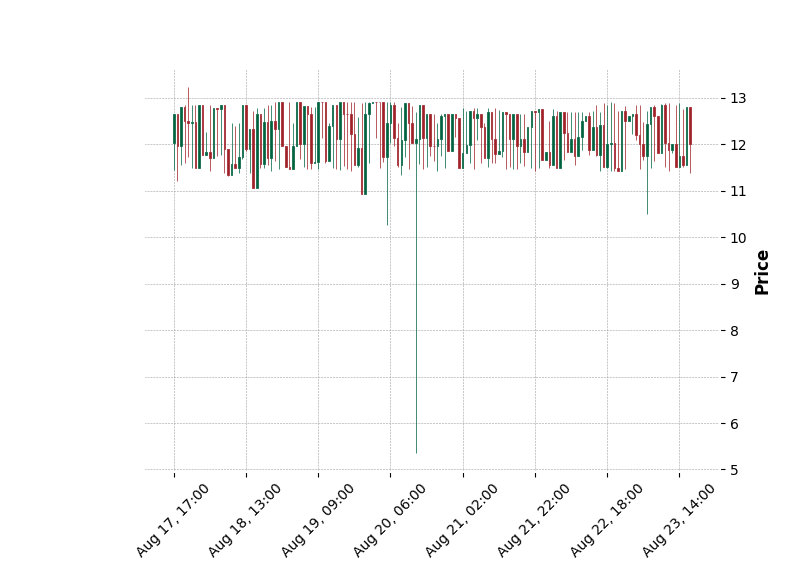 13
12
11
10
9
8
7
6
5
Price
Aug 17, 17:00
Aug 18, 13:00
Aug 19, 09:00
Aug 20, 06:00
Aug 21, 02:00
Aug 21, 22:00
Aug 22, 18:00
Aug 23, 14:00